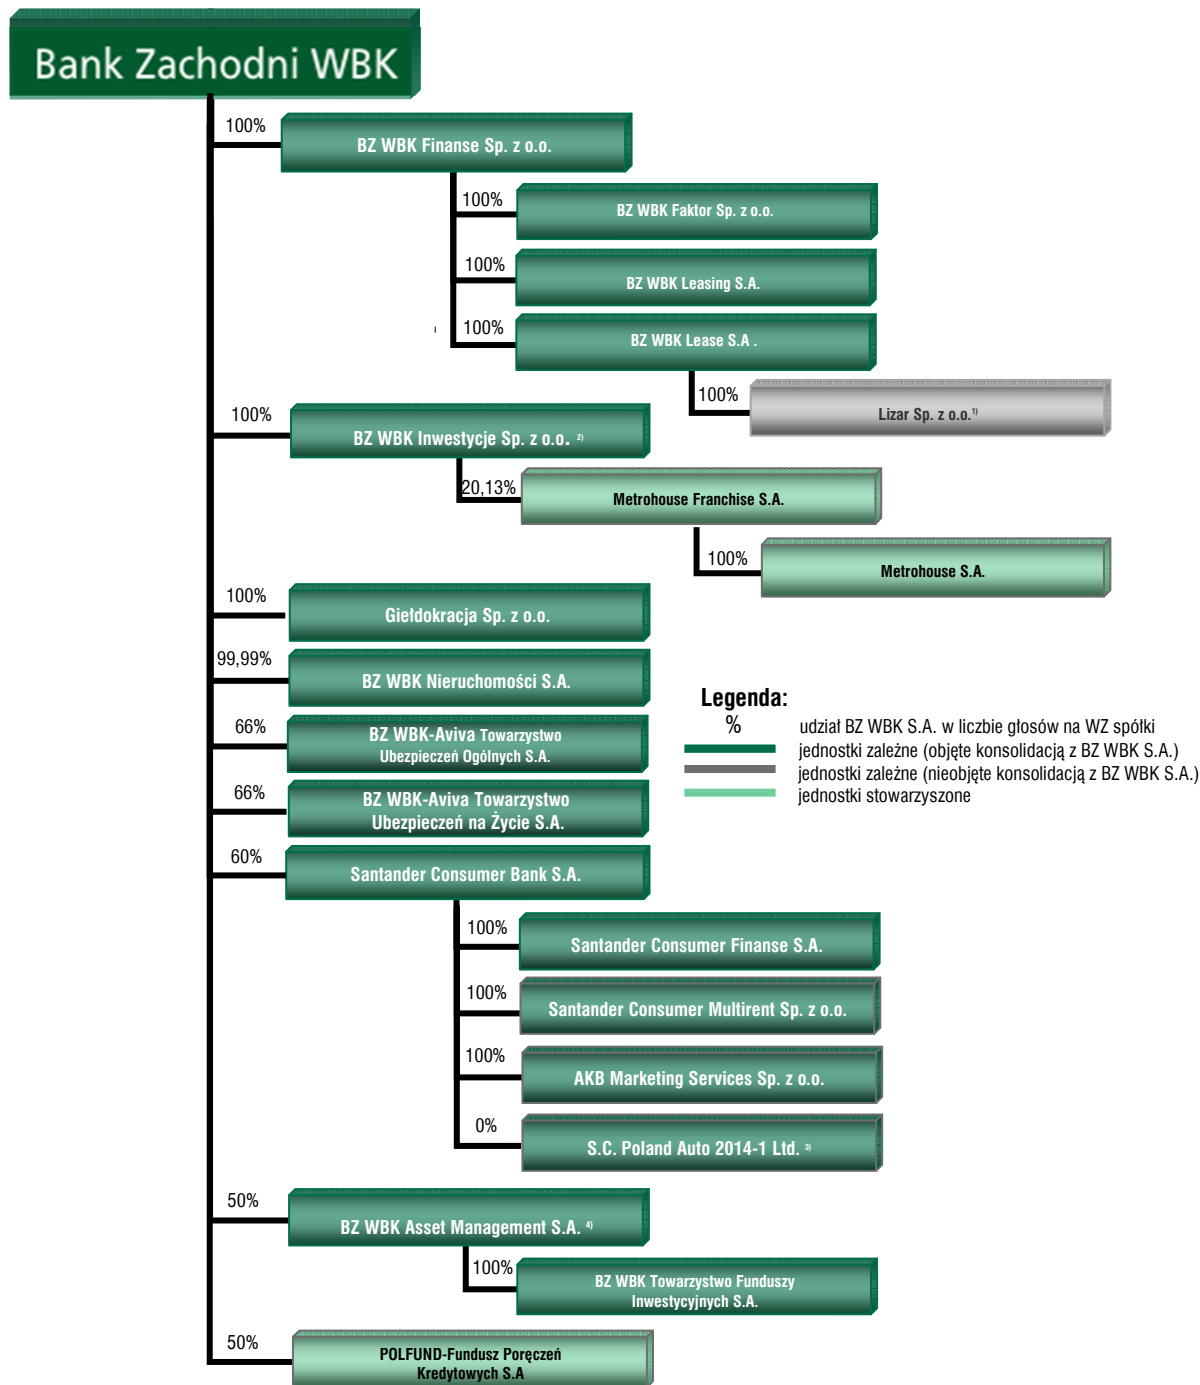 Bank Zachodni WBK
100%
BZ WBK Finanse Sp. z o.o.
100%
BZ WBK Faktor Sp. z o.o.
100%
BZ WBK Leasing S.A.
100%
BZ WBK Lease S.A .
100%
Lizar Sp. z o.o.1)
100%
BZ WBK Inwestycje Sp. z o.o. 2)
20,13%
Metrohouse Franchise S.A.
100%
Metrohouse S.A.
100%
Giełdokracja Sp. z o.o.
99,99%
BZ WBK Nieruchomości S.A.
Legenda:
% udział BZ WBK S.A. w liczbie głosów na WZ spółki
jednostki zależne (objęte konsolidacją z BZ WBK S.A.)
jednostki zależne (nieobjęte konsolidacją z BZ WBK S.A.)
jednostki stowarzyszone
66%
BZ WBK-Aviva Towarzystwo
Ubezpieczeń Ogólnych S.A.
66%
BZ WBK-Aviva Towarzystwo
Ubezpieczeń na Życie S.A.
60%
Santander Consumer Bank S.A.
100%
Santander Consumer Finanse S.A.
100%
Santander Consumer Multirent Sp. z o.o.
100%
AKB Marketing Services Sp. z o.o.
0%
S.C. Poland Auto 2014-1 Ltd. 3)
50%
BZ WBK Asset Management S.A. 4)
100%
BZ WBK Towarzystwo Funduszy
Inwestycyjnych S.A.
50%
POLFUND-Fundusz Poręczeń
Kredytowych S.A